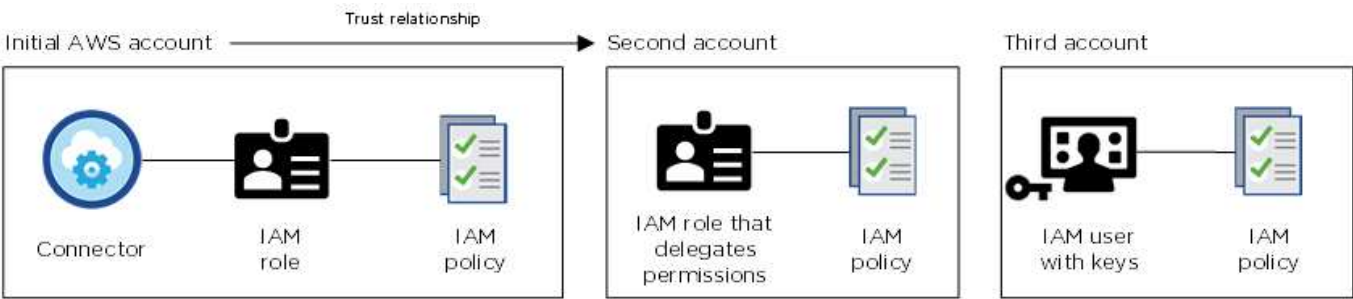 Trust relationship
Initial AWS account
Second account
Third account
Connector
IAM
role
IAM
policy
IAM role that
delegates
permissions
IAM
policy
IAM user
with keys
IAM
policy